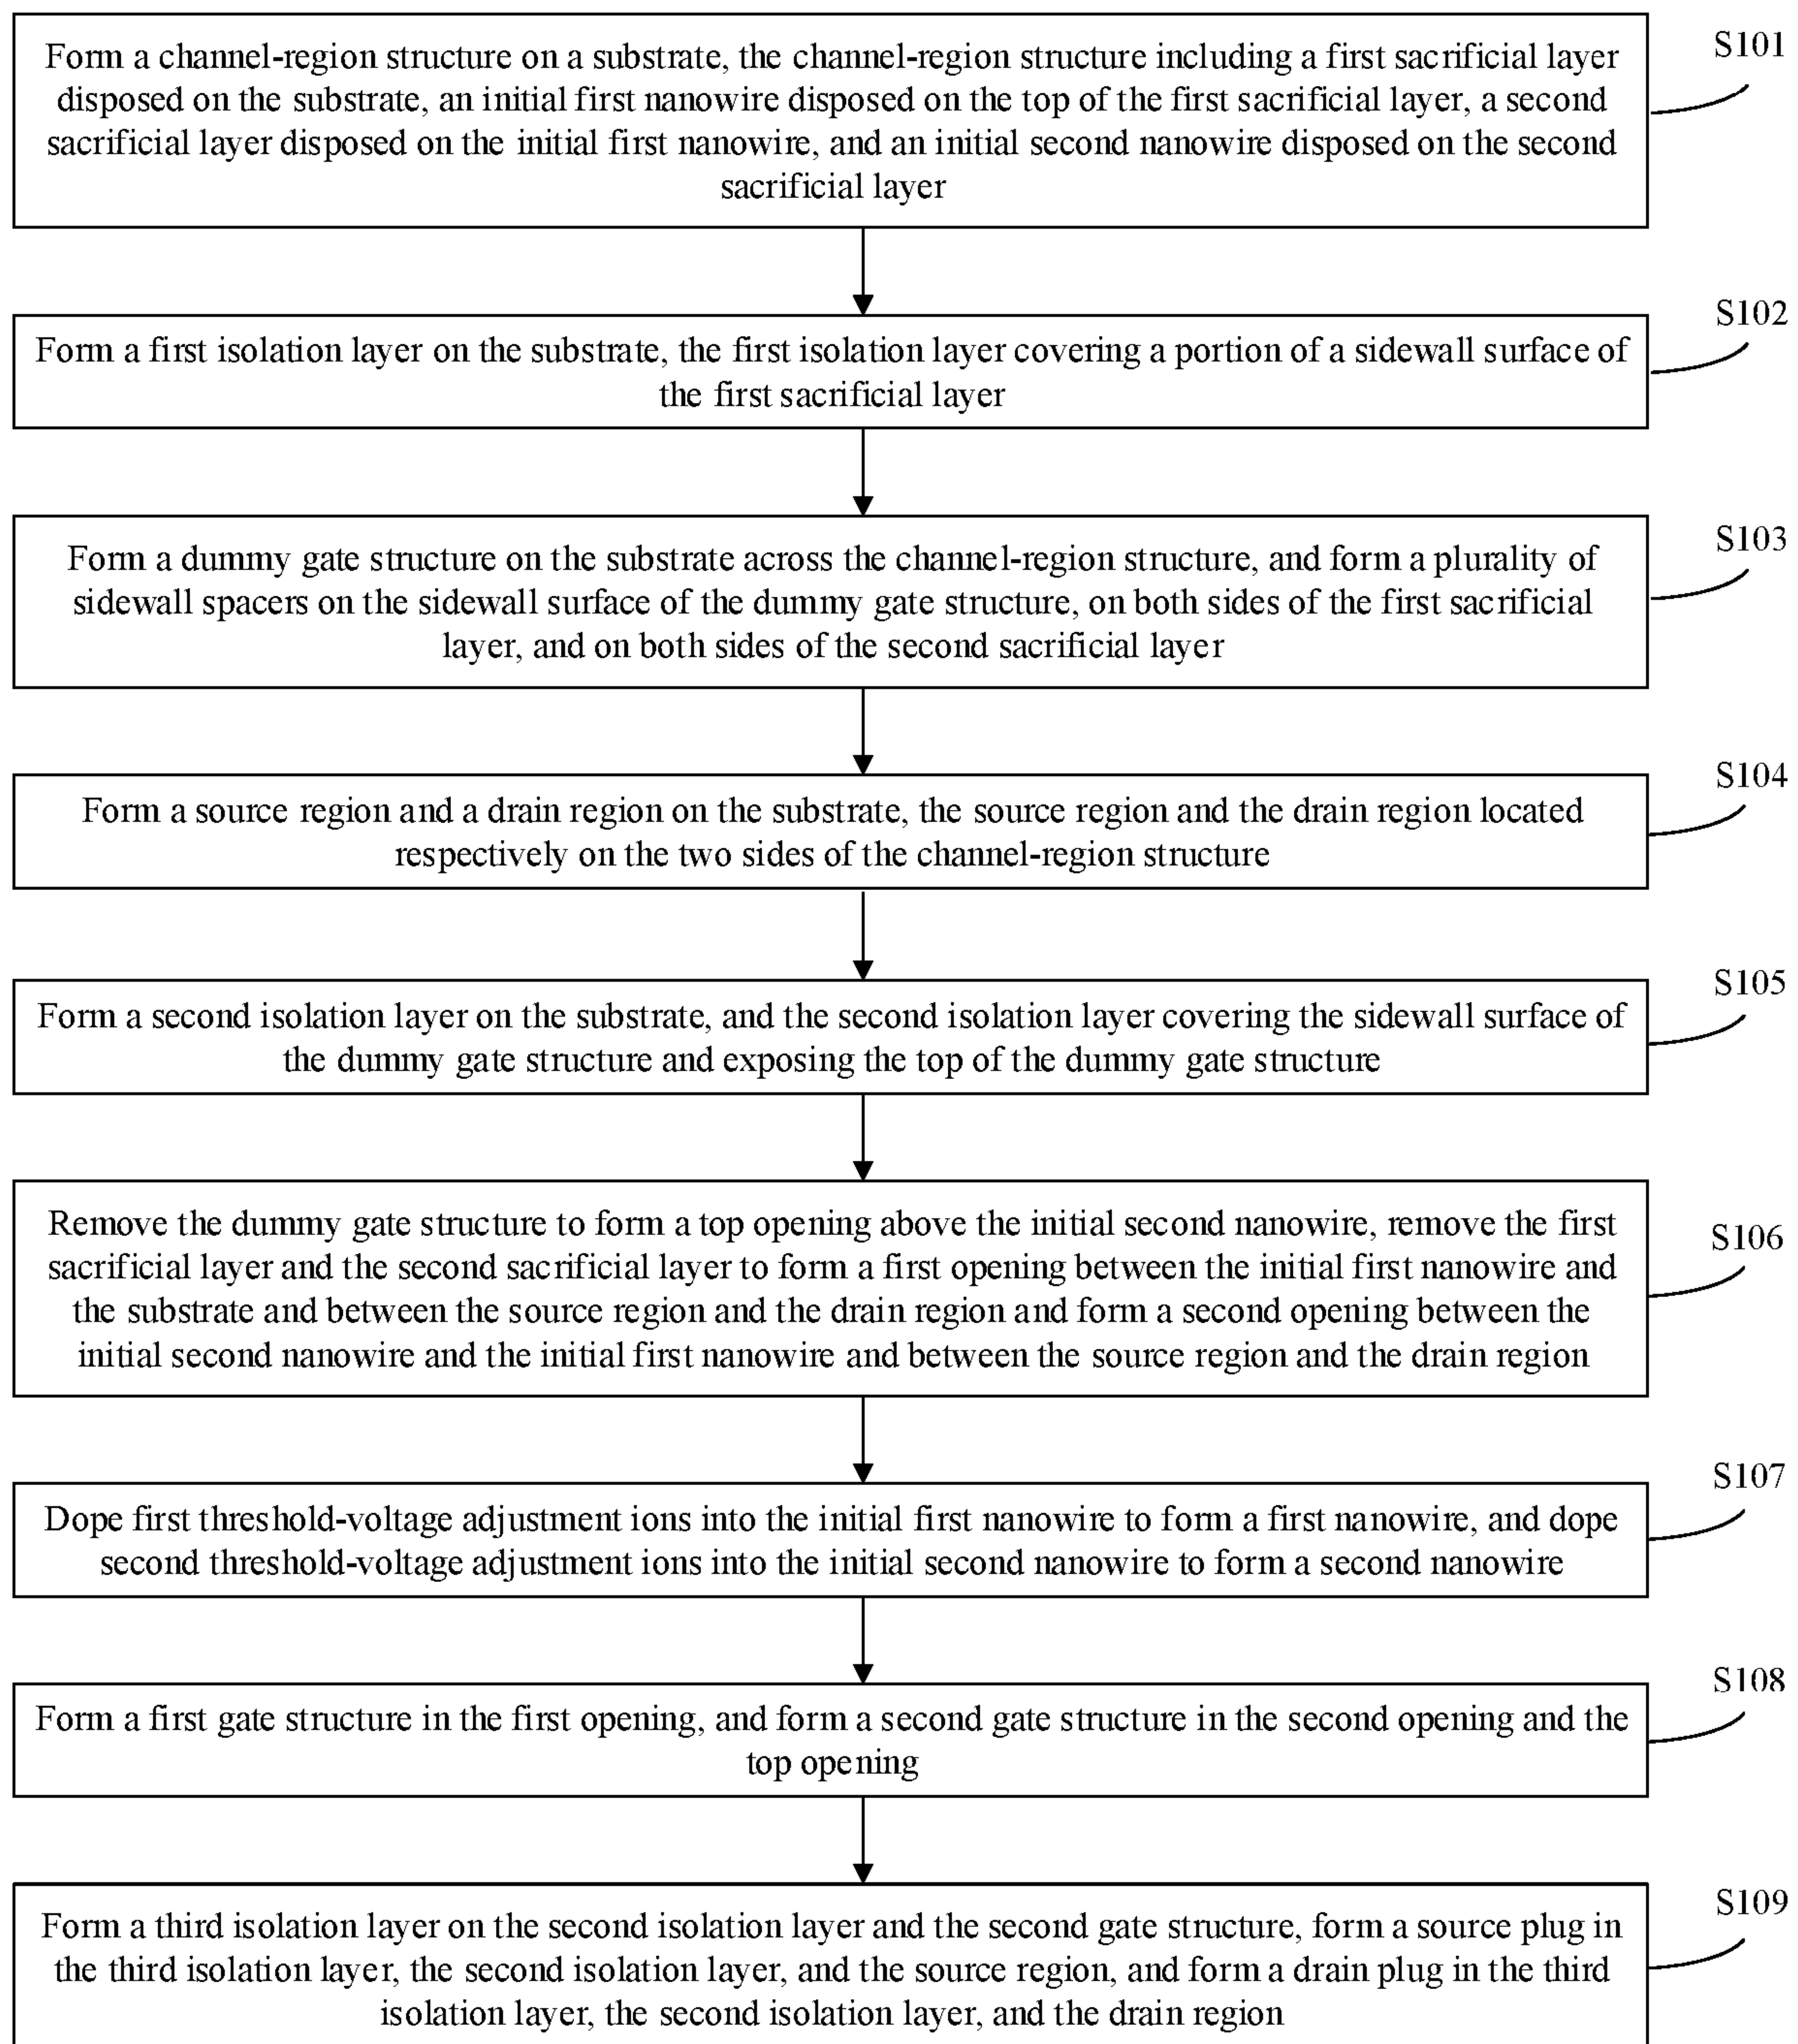 Form a channel-region structure on a substrate, the channel-region structure including a first sacrificial layer
disposed on the substrate, an initial first nanowire disposed on the top of the first sacrificial layer, a second
sacrificial layer disposed on the initial first nanowire, and an initial second nanowire disposed on the second
sacrificial layer
S101
Form a first isolation layer on the substrate, the first isolation layer covering a portion of a sidewall surface of
the first sacrificial layer
S102
Form a dummy gate structure on the substrate across the channel-region structure, and form a plurality of
sidewall spacers on the sidewall surface of the dummy gate structure, on both sides of the first sacrificial
layer, and on both sides of the second sacrificial layer
S103
Form a source region and a drain region on the substrate, the source region and the drain region located
respectively on the two sides of the channel-region structure
S104
Form a second isolation layer on the substrate, and the second isolation layer covering the sidewall surface of
the dummy gate structure and exposing the top of the dummy gate structure
S105
Remove the dummy gate structure to form a top opening above the initial second nanowire, remove the first
sacrificial layer and the second sacrificial layer to form a first opening between the initial first nanowire and
the substrate and between the source region and the drain region and form a second opening between the
initial second nanowire and the initial first nanowire and between the source region and the drain region
S106
Dope first threshold-voltage adjustment ions into the initial first nanowire to form a first nanowire, and dope
second threshold-voltage adjustment ions into the initial second nanowire to form a second nanowire
S107
Form a first gate structure in the first opening, and form a second gate structure in the second opening and the
top opening
S108
Form a third isolation layer on the second isolation layer and the second gate structure, form a source plug in
the third isolation layer, the second isolation layer, and the source region, and form a drain plug in the third
isolation layer, the second isolation layer, and the drain region
S109